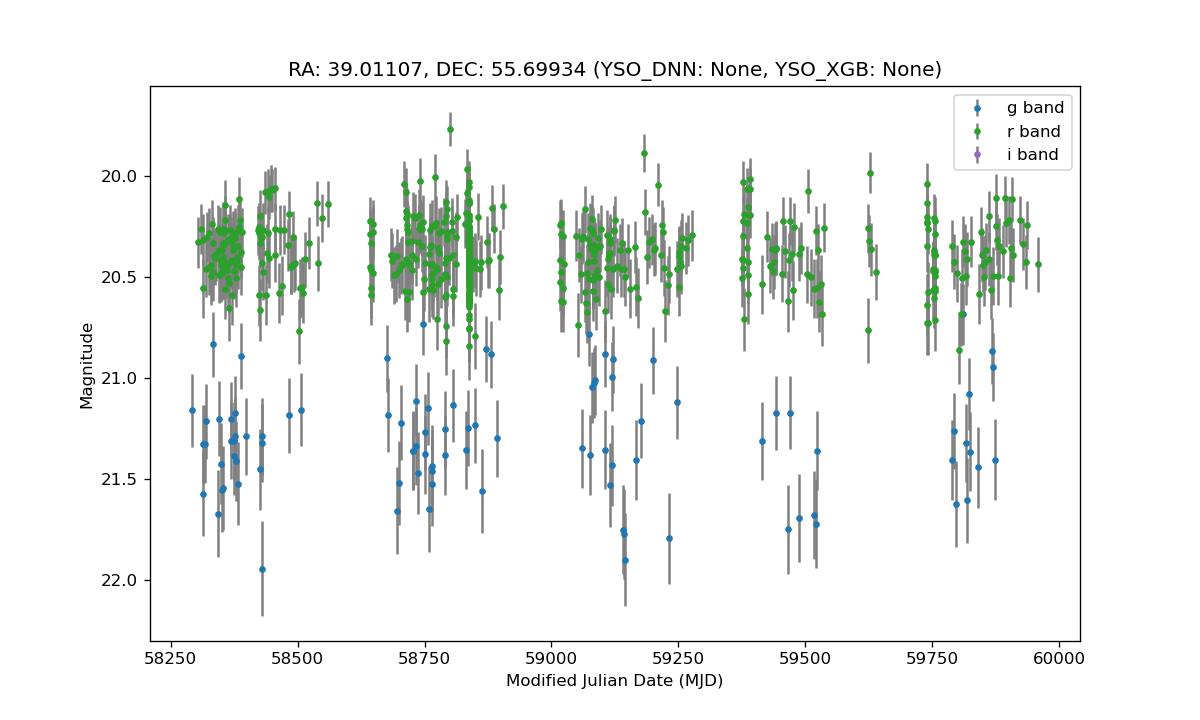 RA: 39.01107, DEC: 55.69934 (YSO_DNN: None, YSO_XGB: None)
g band
r band
i band
20.0
20.5
21.0
21.5
22.0
Magnitude
58250 58500 58750 59000 59250 59500 59750 60000
Modified Julian Date (MJD)